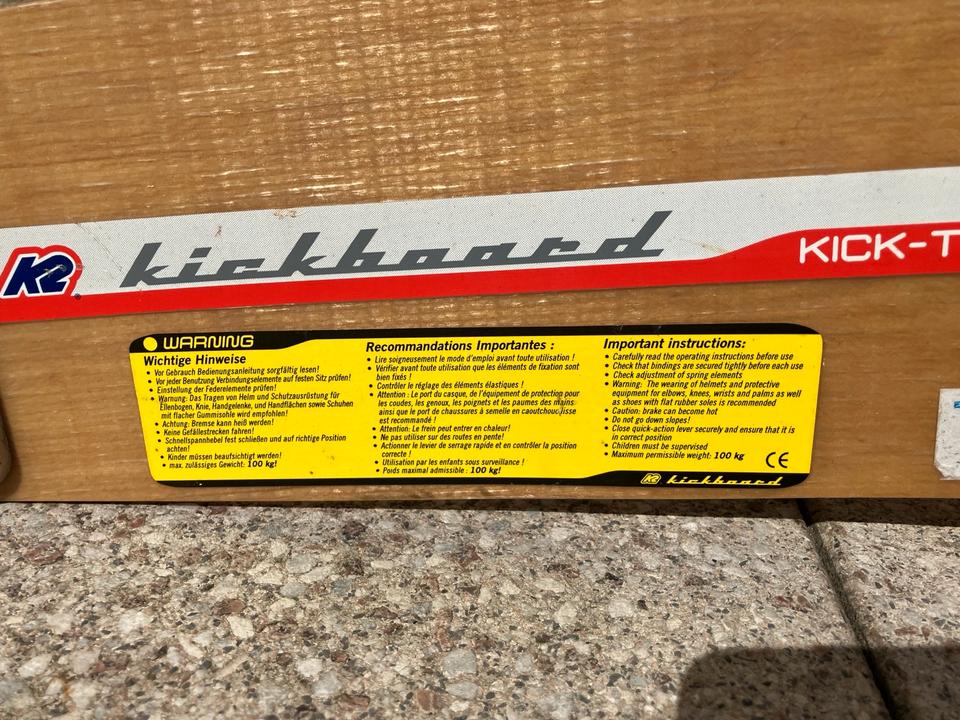 K2 kickboard KICK-T
WARNING
Wichtige Hinweise
• Vor Gebrauch Bedienungsanleitung sorgfältig lesen!
• Vor jeder Benutzung Verbindungselemente auf festen Sitz prüfen!
• Einstellung der Federelemente prüfen!
• Warnung: Das Tragen von Helm und Schutzausrüstung für
Ellenbogen, Knie, Handgelenke, und Handflächen sowie Schuhen
mit flacher Gummisohle wird empfohlen!
• Achtung: Bremse kann heiß werden!
• Keine Gefällestrecken fahren!
• Schnellspannhebel fest schließen und auf richtige Position
achten!
• Kinder müssen beaufsichtigt werden!
• max. zulässiges Gewicht: 100 kg!
Recommandations Importantes :
• Lire soigneusement le mode d'emploi avant toute utilisation !
• Vérifier avant toute utilisation que les éléments de fixation sont
bien fixés !
• Contrôler le réglage des éléments élastiques !
• Attention : Le port du casque, de l'équipement de protection pour
les coudes, les genoux, les poignets et les paumes des mains
ainsi que le port de chaussures à semelle en caoutchouc lisse
est recommandé !
• Attention: Le frein peut entrer en chaleur!
• Ne pas utiliser sur des routes en pente!
• Actionner le levier de serrage rapide et en contrôler la position
correcte !
• Utilisation par les enfants sous surveillance !
• Poids maximal admissible : 100 kg!
Important instructions:
• Carefully read the operating instructions before use
• Check that bindings are secured tightly before each use
• Check adjustment of spring elements
• Warning: The wearing of helmets and protective
equipment for elbows, knees, wrists and palms as well
as shoes with flat rubber soles is recommended
• Caution: brake can become hot
• Do not go down slopes!
• Close quick-action lever securely and ensure that it is
in correct position
• Children must be supervised
• Maximum permissible weight: 100 kg
CE
K2 kickboard